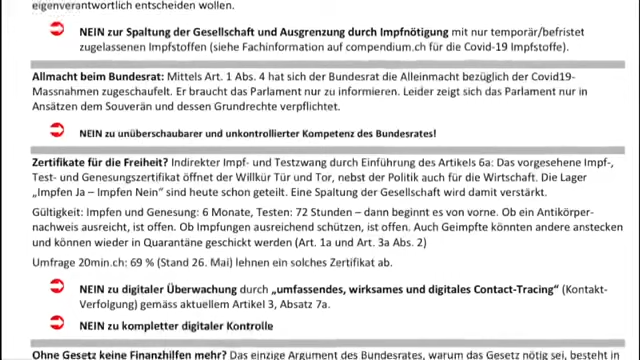 eigenverantwortlich entscheiden wollen.
NEIN zur Spaltung der Gesellschaft und Ausgrenzung durch Impfnötigung mit nur temporär/befristet
zugelassenen Impfstoffen (siehe Fachinformation auf compendium.ch für die Covid-19 Impfstoffe).
Allmacht beim Bundesrat: Mittels Art. 1 Abs. 4 hat sich der Bundesrat die Alleinmacht bezüglich der Covid19-
Massnahmen zugeschaufelt. Er braucht das Parlament nur zu informieren. Leider zeigt sich das Parlament nur in
Ansätzen dem Souverän und dessen Grundrechte verpflichtet.
NEIN zu unüberschaubarer und unkontrollierter Kompetenz des Bundesrates!
Zertifikate für die Freiheit? Indirekter Impf- und Testzwang durch Einführung des Artikels 6a: Das vorgesehene Impf-,
Test- und Genesungszertifikat öffnet der Willkür Tür und Tor, nebst der Politik auch für die Wirtschaft. Die Lager
„Impfen Ja – Impfen Nein" sind heute schon geteilt. Eine Spaltung der Gesellschaft wird damit verstärkt.
Gültigkeit: Impfen und Genesung: 6 Monate, Testen: 72 Stunden – dann beginnt es von vorne. Ob ein Antikörper-
nachweis ausreicht, ist offen. Ob Impfungen ausreichend schützen, ist offen. Auch Geimpfte könnten andere anstecken
und können wieder in Quarantäne geschickt werden (Art. 1a und Art. 3a Abs. 2)
Umfrage 20min.ch: 69 % (Stand 26. Mai) lehnen ein solches Zertifikat ab.
NEIN zu digitaler Überwachung durch „umfassendes, wirksames und digitales Contact-Tracing" (Kontakt-
Verfolgung) gemäss aktuellem Artikel 3, Absatz 7a.
NEIN zu kompletter digitaler Kontrolle
Ohne Gesetz keine Finanzhilfen mehr? Das einzige Argument des Bundesrates, warum das Gesetz nötig sei, besteht in